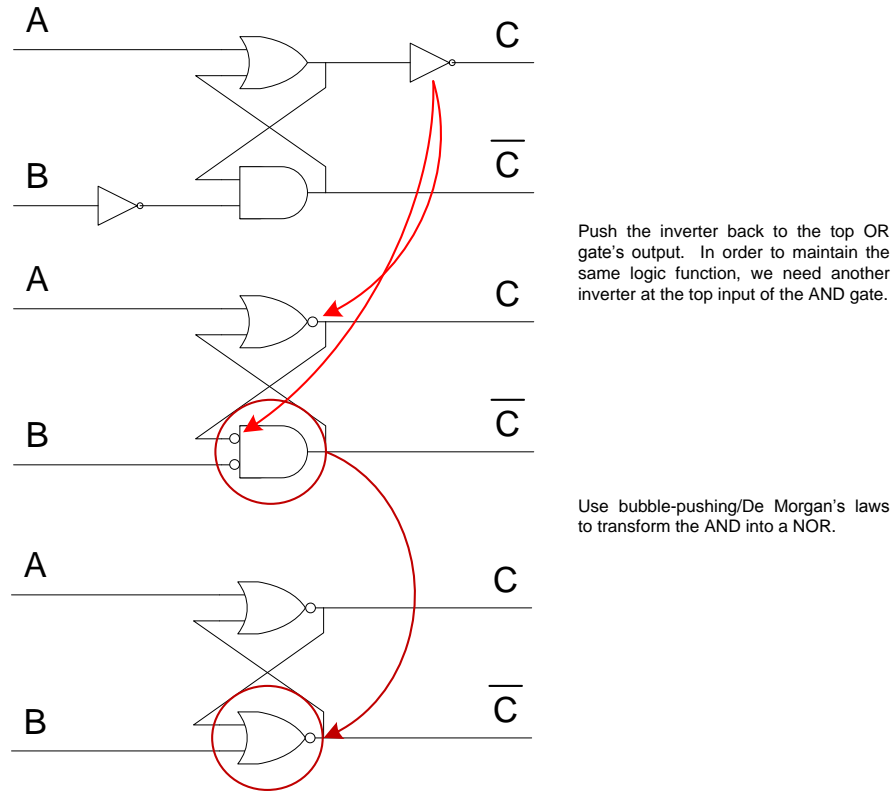 A
C
C̅
B
Push the inverter back to the top OR
gate's output. In order to maintain the
same logic function, we need another
inverter at the top input of the AND gate.
A
C
C̅
B
Use bubble-pushing/De Morgan's laws
to transform the AND into a NOR.
A
C
C̅
B